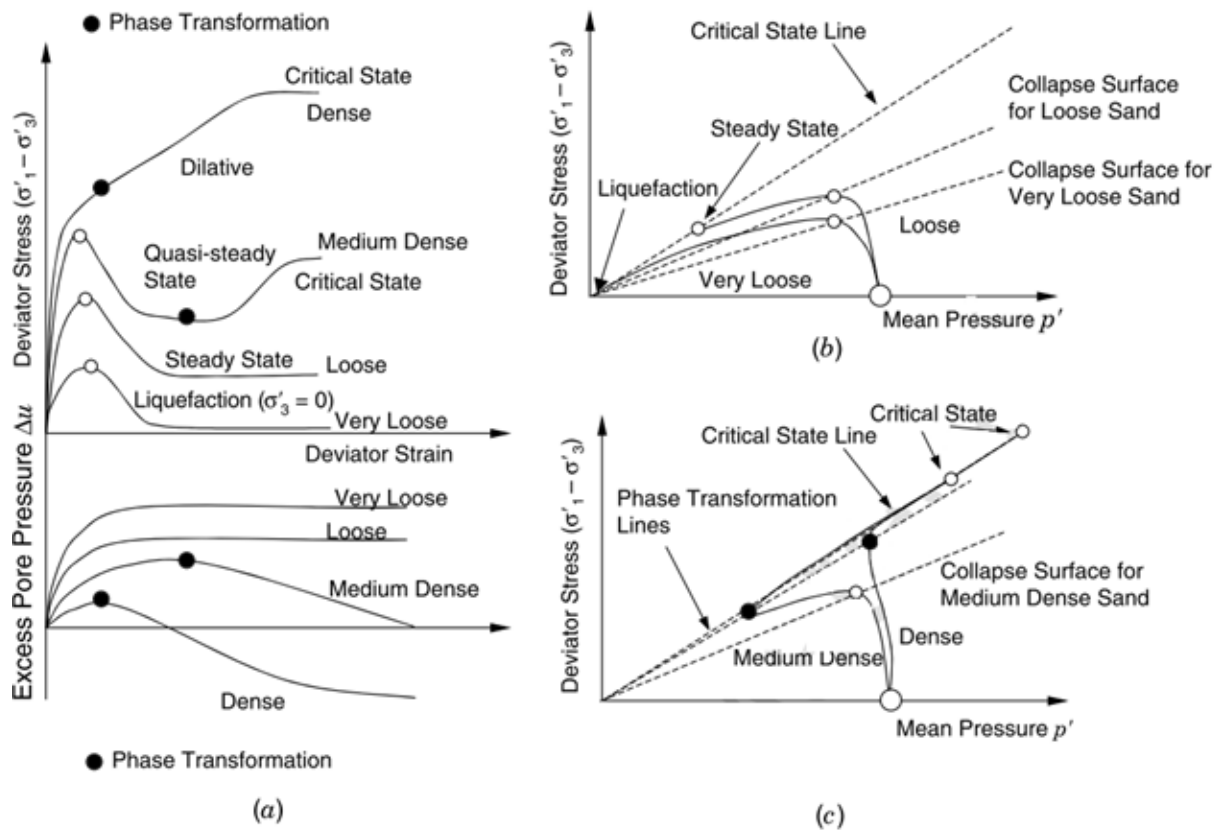 ● Phase Transformation
Deviator Stress (σ′1 – σ′3)
Critical State
Dense
Dilative
Quasi-steady
State
Medium Dense
Critical State
Steady State
Loose
Liquefaction (σ′3 = 0)
Very Loose
Deviator Strain
Excess Pore Pressure Δu
Very Loose
Loose
Medium Dense
Dense
● Phase Transformation
(a)
Deviator Stress (σ′1 – σ′3)
Critical State Line
Collapse Surface
for Loose Sand
Steady State
Liquefaction
Collapse Surface for
Very Loose Sand
Loose
Very Loose
Mean Pressure p′
(b)
Deviator Stress (σ′1 – σ′3)
Critical State
Critical State Line
Phase Transformation
Lines
Collapse Surface for
Medium Dense Sand
Dense
Medium Dense
Mean Pressure p′
(c)